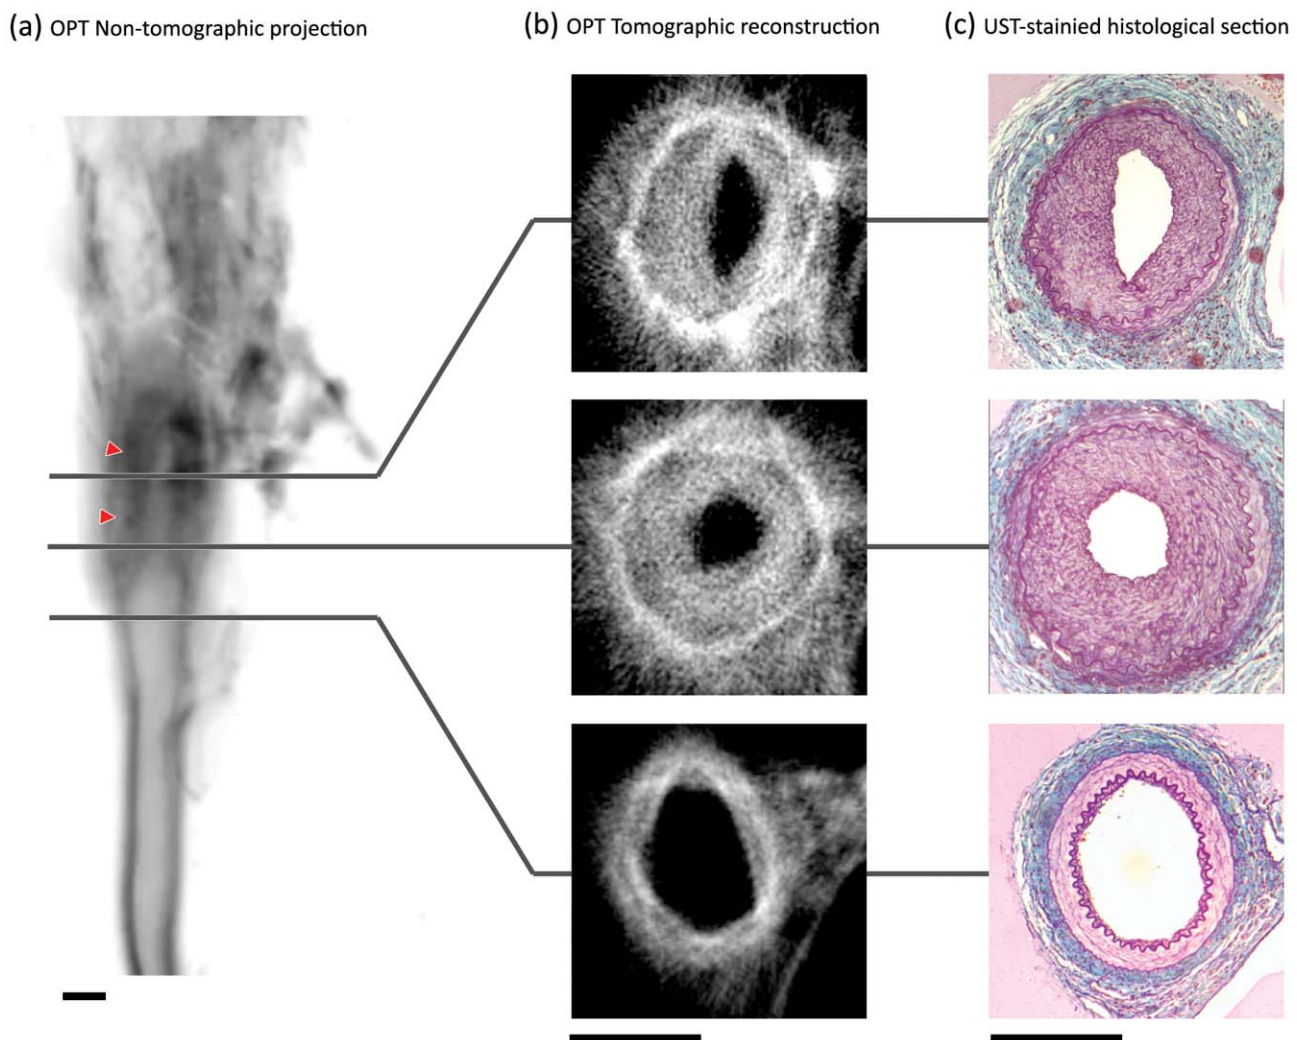 (a) OPT Non-tomographic projection
(b) OPT Tomographic reconstruction
(c) UST-stainied histological section